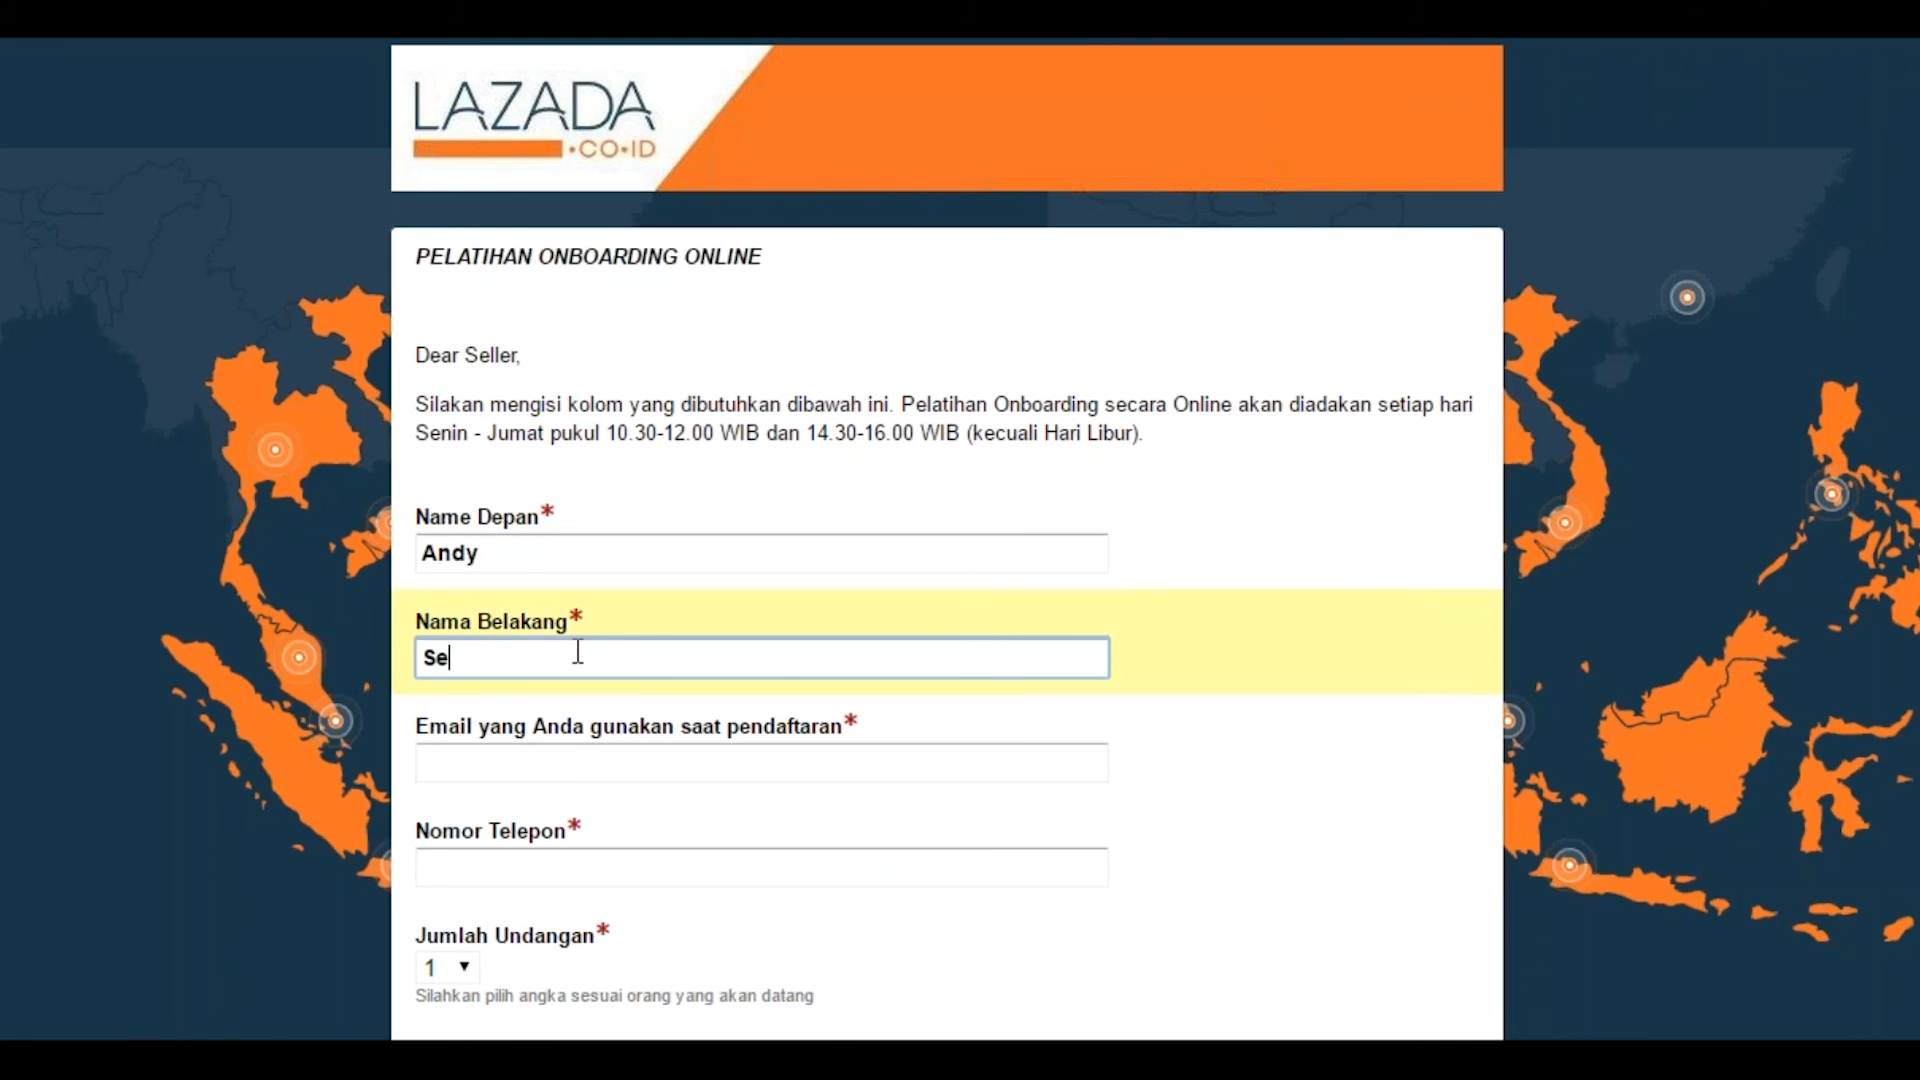 LAZADA
•CO•ID
PELATIHAN ONBOARDING ONLINE
Dear Seller,
Silakan mengisi kolom yang dibutuhkan dibawah ini. Pelatihan Onboarding secara Online akan diadakan setiap hari
Senin - Jumat pukul 10.30-12.00 WIB dan 14.30-16.00 WIB (kecuali Hari Libur).
Name Depan*
Andy
Nama Belakang*
Se
Email yang Anda gunakan saat pendaftaran*
Nomor Telepon*
Jumlah Undangan*
1 ▼
Silahkan pilih angka sesuai orang yang akan datang